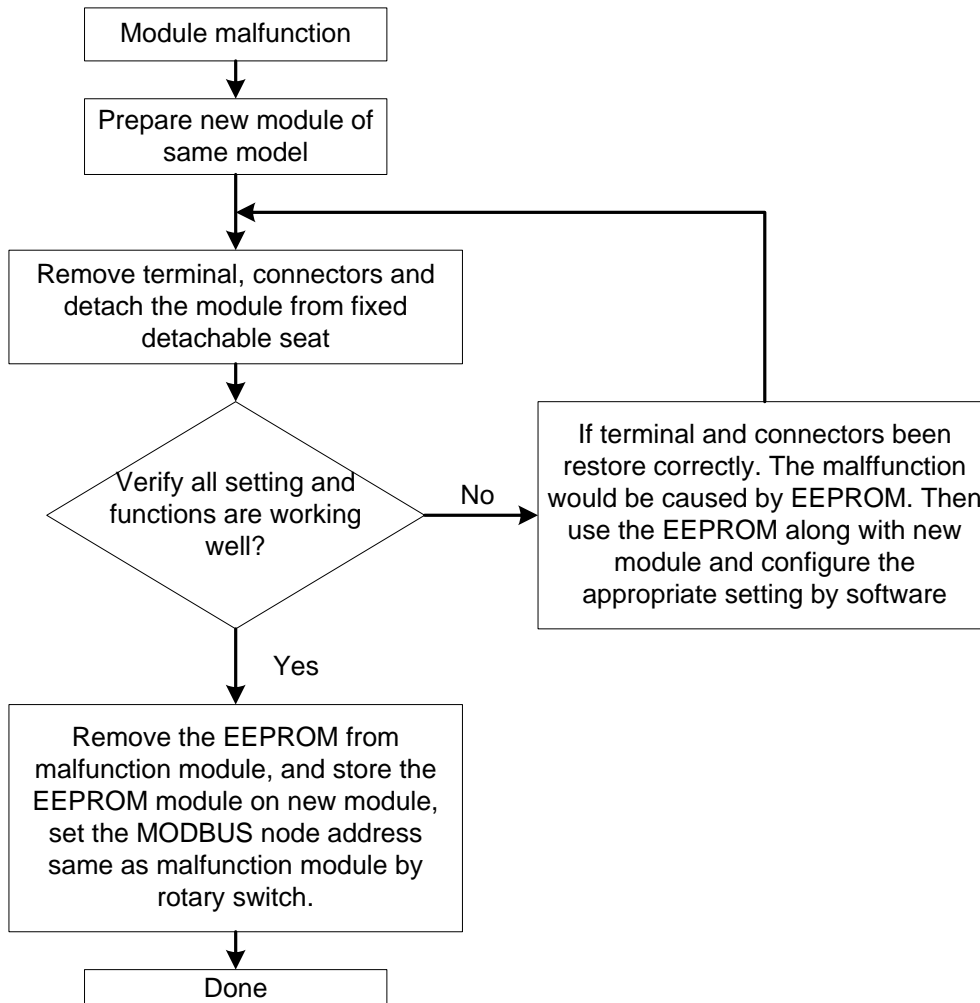 Module malfunction
Prepare new module of
same model
Remove terminal, connectors and
detach the module from fixed
detachable seat
Verify all setting and
functions are working
well?
No
If terminal and connectors been
restore correctly. The malffunction
would be caused by EEPROM. Then
use the EEPROM along with new
module and configure the
appropriate setting by software
Yes
Remove the EEPROM from
malfunction module, and store the
EEPROM module on new module,
set the MODBUS node address
same as malfunction module by
rotary switch.
Done